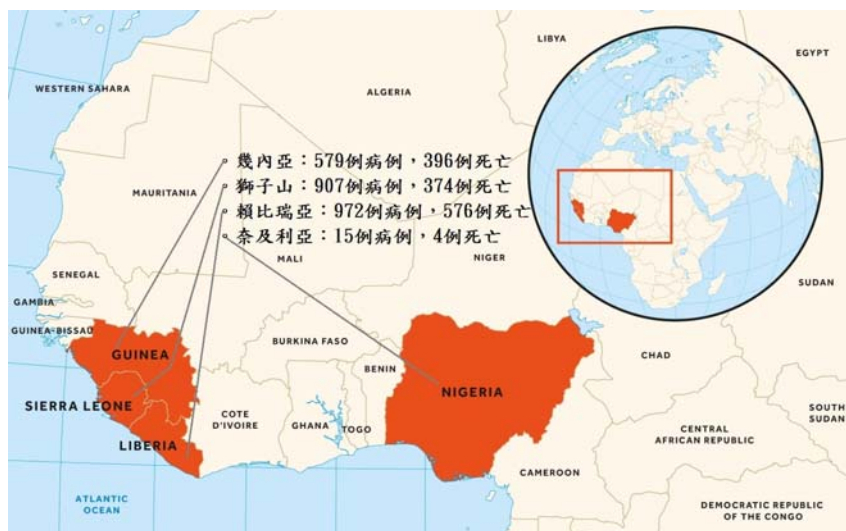 LIBYA
EGYPT
WESTERN SAHARA
ALGERIA
幾內亞：579例病例，396例死亡
獅子山：907例病例，374例死亡
MAURITANIA
賴比瑞亞：972例病例，576例死亡
奈及利亞：15例病例，4例死亡
MALI
NIGER
SENEGAL
SUDAN
GAMBIA
GUINEA-BISSAU
GUINEA
BURKINA FASO
BENIN
CHAD
NIGERIA
SIERRA LEONE
COTE
D'IVOIRE
GHANA
TOGO
SOUTH
SUDAN
CENTRAL
AFRICAN REPUBLIC
LIBERIA
CAMEROON
ATLANTIC
OCEAN
DEMOCRATIC REPUBLIC
OF THE CONGO